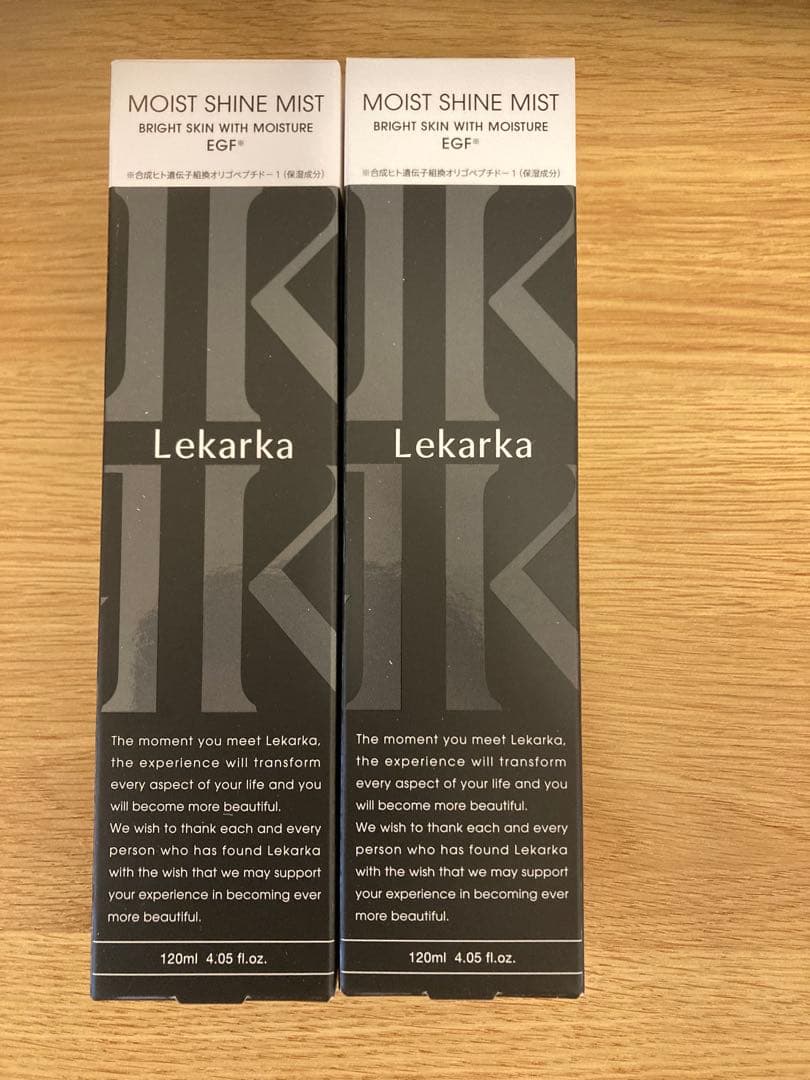 MOIST SHINE MIST
BRIGHT SKIN WITH MOISTURE
EGF※
※合成ヒト遺伝子組換オリゴペプチド－1（保湿成分）
Lekarka
The moment you meet Lekarka,
the experience will transform
every aspect of your life and you
will become more beautiful.
We wish to thank each and every
person who has found Lekarka
with the wish that we may support
your experience in becoming ever
more beautiful.
120ml 4.05 fl.oz.
MOIST SHINE MIST
BRIGHT SKIN WITH MOISTURE
EGF※
※合成ヒト遺伝子組換オリゴペプチド－1（保湿成分）
Lekarka
The moment you meet Lekarka,
the experience will transform
every aspect of your life and you
will become more beautiful.
We wish to thank each and every
person who has found Lekarka
with the wish that we may support
your experience in becoming ever
more beautiful.
120ml 4.05 fl.oz.